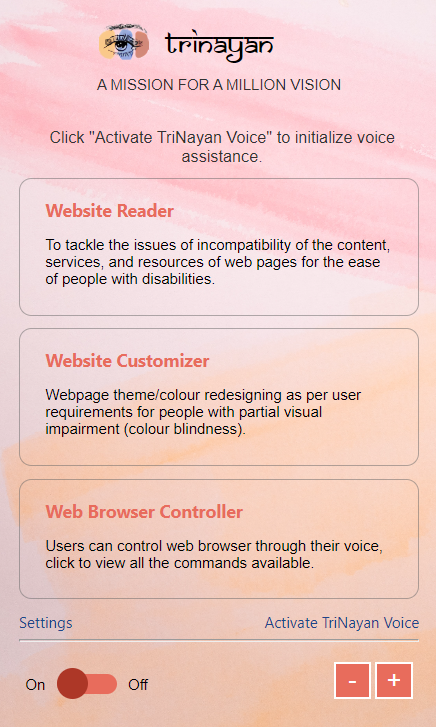 TRINAYAN
A MISSION FOR A MILLION VISION
Click "Activate TriNayan Voice" to initialize voice
assistance.
Website Reader
To tackle the issues of incompatibility of the content,
services, and resources of web pages for the ease
of people with disabilities.
Website Customizer
Webpage theme/colour redesigning as per user
requirements for people with partial visual
impairment (colour blindness).
Web Browser Controller
Users can control web browser through their voice,
click to view all the commands available.
Settings Activate TriNayan Voice
On Off - +